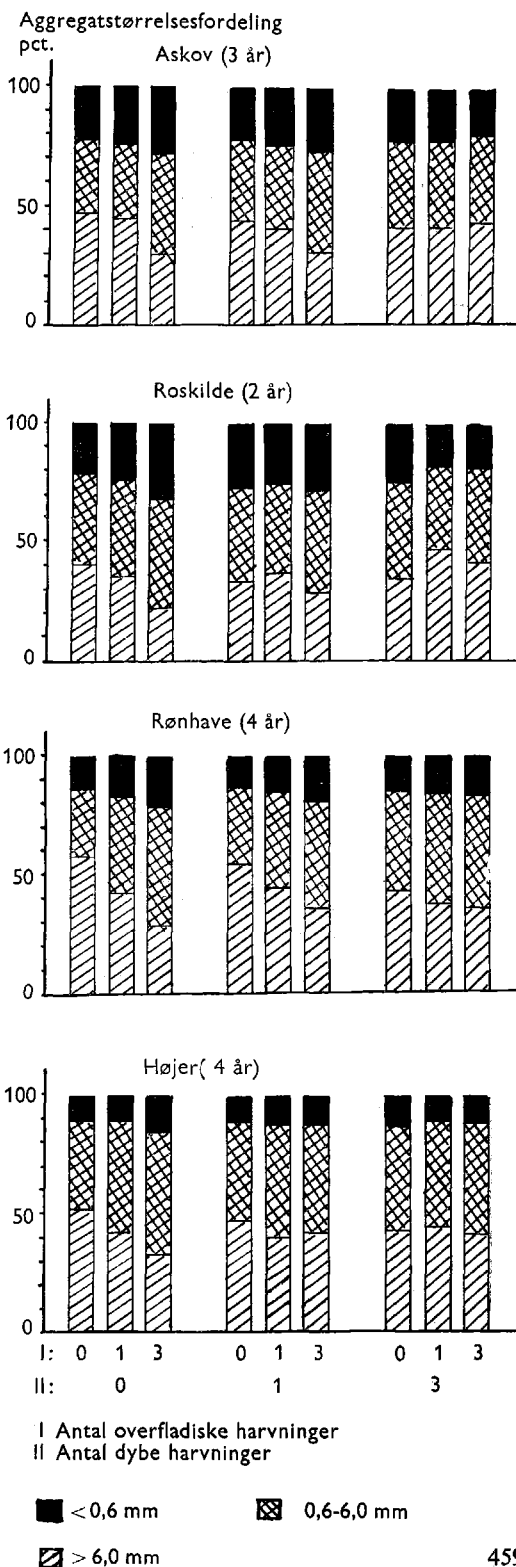 Aggregatstørrelsesfordeling
pct.
Askov (3 år)
100
50
0
Roskilde (2 år)
100
50
0
Rønhave (4 år)
100
50
0
Højer( 4 år)
100
50
0
I: 0 1 3 0 1 3 0 1 3
II: 0 1 3
I Antal overfladiske harvninger
II Antal dybe harvninger
<0,6 mm 0,6-6,0 mm
> 6,0 mm
459